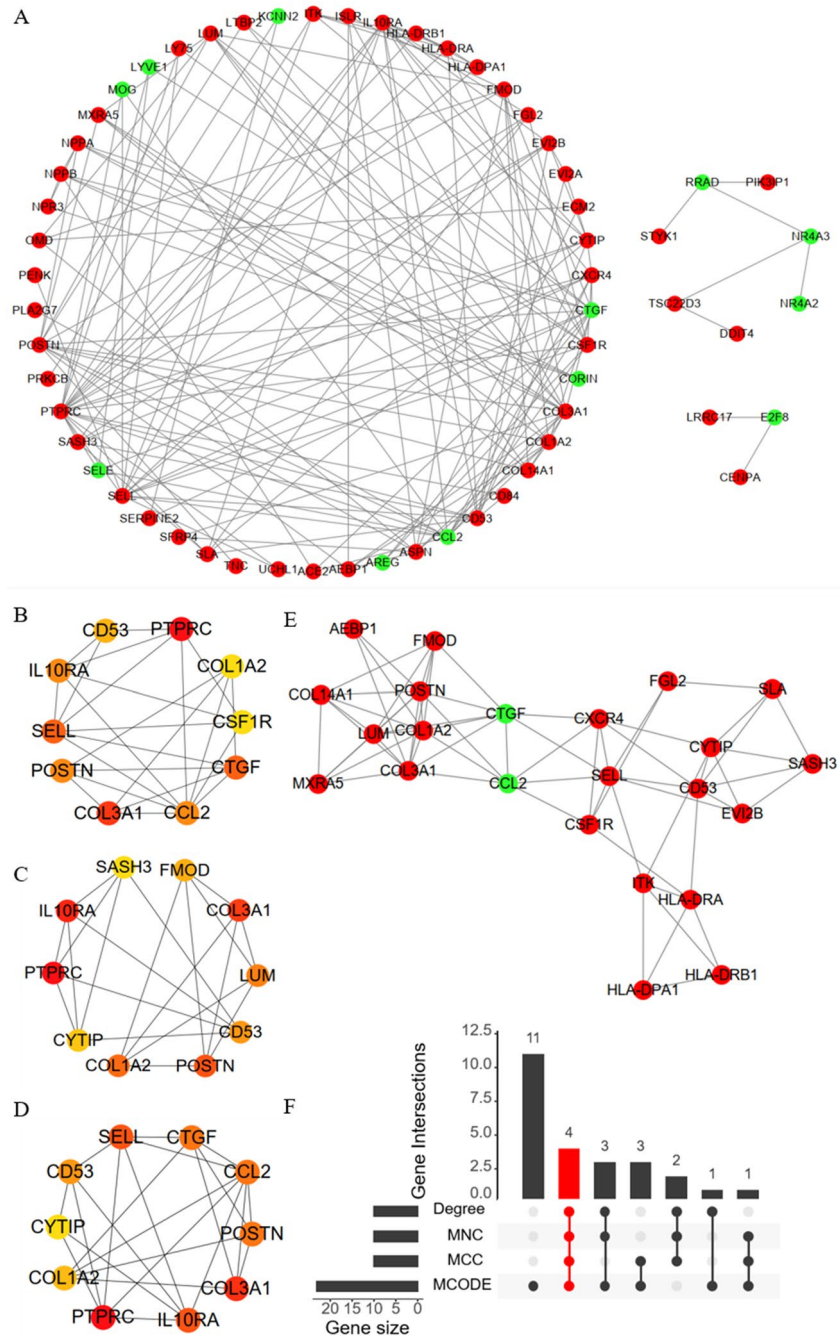 A
KCNN2
ITK
ISLR
LTBP2
IL10RA
LUM
HLA-DRB1
LY75
HLA-DRA
LYVE1
HLA-DPA1
MOG
FMOD
MXRA5
FGL2
NPPA
EVI2B
NPPB
EVI2A
NPR3
ECM2
OMD
CYTIP
PENK
CXCR4
PLA2G7
CTGF
POSTN
CSF1R
PRKCB
CORIN
PTPRC
COL3A1
SASH3
COL1A2
SELE
COL14A1
SELL
CD84
SERPINE2
CD53
SFRP4
CCL2
SLA
ASPN
TNC
AREG
UCHL1
ACE2
AEBP1
RRAD
PIK3IP1
STYK1
NR4A3
TSC22D3
NR4A2
DDIT4
LRRC17
E2F8
CENPA
B
CD53
PTPRC
IL10RA
COL1A2
SELL
CSF1R
POSTN
CTGF
COL3A1
CCL2
E
AEBP1
FMOD
COL14A1
POSTN
CTGF
LUM
COL1A2
MXRA5
COL3A1
CCL2
CXCR4
FGL2
SLA
CYTIP
SASH3
SELL
CD53
EVI2B
CSF1R
ITK
HLA-DRA
HLA-DPA1
HLA-DRB1
C
SASH3
FMOD
IL10RA
COL3A1
PTPRC
LUM
CYTIP
CD53
COL1A2
POSTN
D
SELL
CTGF
CD53
CCL2
CYTIP
POSTN
COL1A2
COL3A1
PTPRC
IL10RA
F
Gene Intersections
12.5
10.0
7.5
5.0
2.5
0.0
11
4
3
3
2
1
1
Degree
MNC
MCC
MCODE
20 15 10 5 0
Gene size